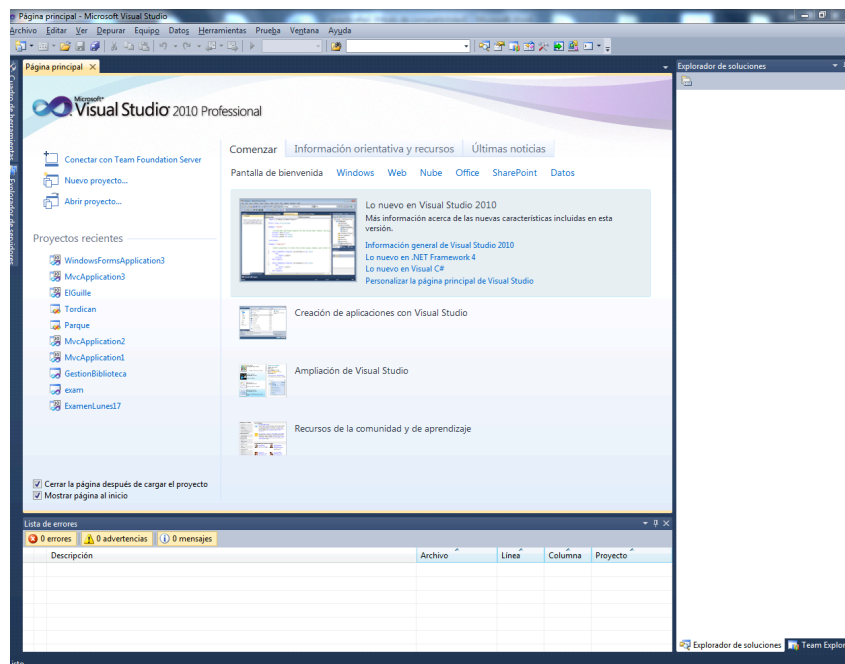 Página principal - Microsoft Visual Studio
Archivo Editar Ver Depurar Equipo Datos Herramientas Prueba Ventana Ayuda
Página principal
Explorador de soluciones
Cuadro de herramientas
Explorador de servidores
Microsoft
Visual Studio 2010 Professional
Conectar con Team Foundation Server
Nuevo proyecto...
Abrir proyecto...
Proyectos recientes
WindowsFormsApplication3
MvcApplication3
ElGuille
Tordican
Parque
MvcApplication2
MvcApplication1
GestionBiblioteca
exam
ExamenLunes17
Cerrar la página después de cargar el proyecto
Mostrar página al inicio
Comenzar Información orientativa y recursos Últimas noticias
Pantalla de bienvenida Windows Web Nube Office SharePoint Datos
Lo nuevo en Visual Studio 2010
Más información acerca de las nuevas características incluidas en esta
versión.
Información general de Visual Studio 2010
Lo nuevo en .NET Framework 4
Lo nuevo en Visual C#
Personalizar la página principal de Visual Studio
Creación de aplicaciones con Visual Studio
Ampliación de Visual Studio
Recursos de la comunidad y de aprendizaje
Lista de errores
0 errores 0 advertencias 0 mensajes
Descripción Archivo Línea Columna Proyecto
Explorador de soluciones Team Explor